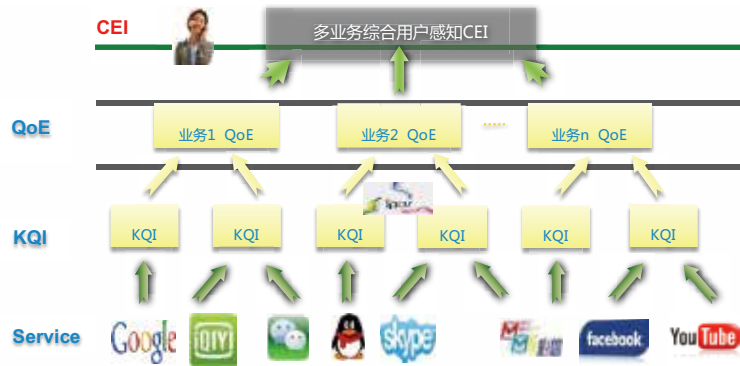 CEI
多业务综合用户感知CEI
QoE
业务1 QoE
业务2 QoE
.....
业务n QoE
KQI
KQI
KQI
KQI
KQI
KQI
KQI
Service
Google
QIY
skype
facebook
YouTube